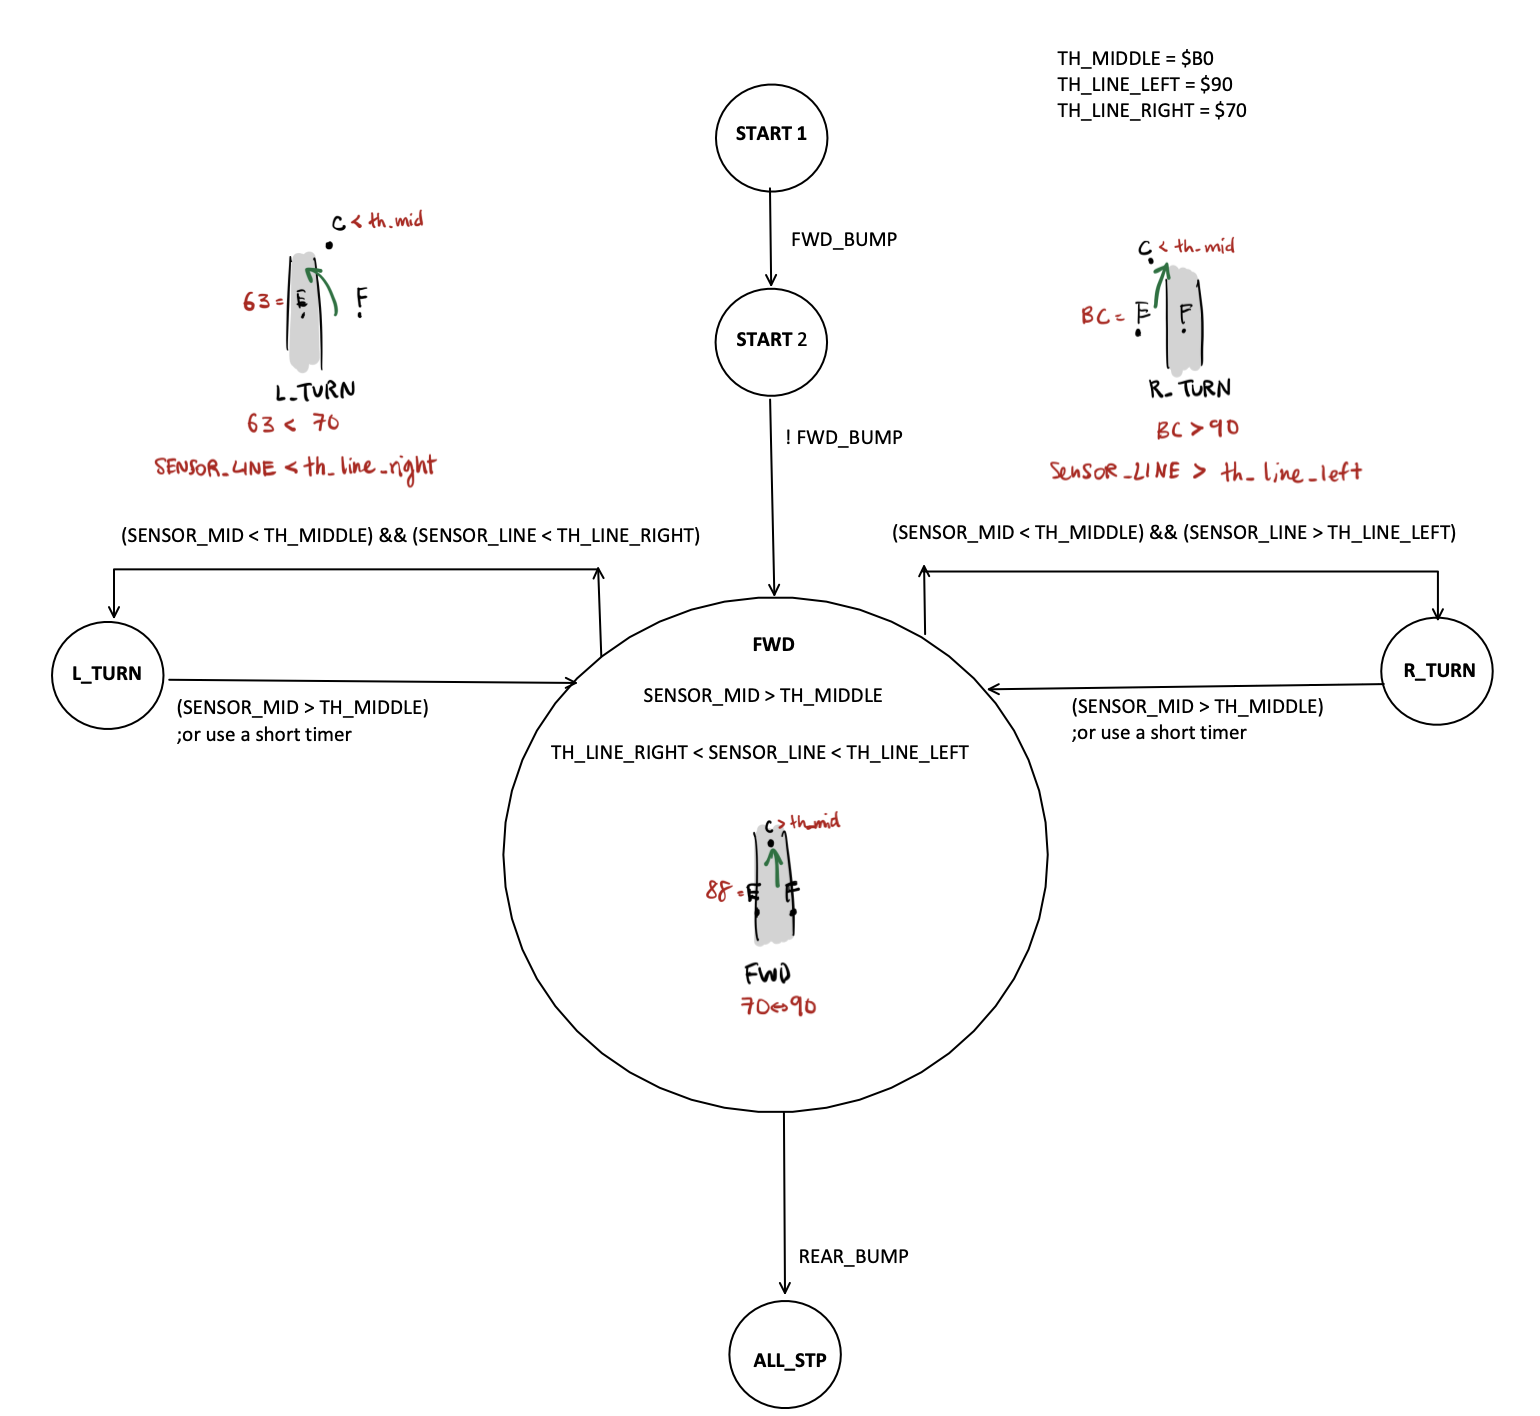 TH_MIDDLE = $B0
TH_LINE_LEFT = $90
TH_LINE_RIGHT = $70
START 1
FWD_BUMP
START 2
! FWD_BUMP
C < th_mid
63 = E F
L_TURN
63 < 70
SENSOR_LINE < th_line_right
C < th_mid
BC = E F
R_TURN
BC > 90
SenSOR_LINE > th_line_left
(SENSOR_MID < TH_MIDDLE) && (SENSOR_LINE < TH_LINE_RIGHT)
(SENSOR_MID < TH_MIDDLE) && (SENSOR_LINE > TH_LINE_LEFT)
L_TURN
(SENSOR_MID > TH_MIDDLE)
;or use a short timer
R_TURN
(SENSOR_MID > TH_MIDDLE)
;or use a short timer
FWD
SENSOR_MID > TH_MIDDLE
TH_LINE_RIGHT < SENSOR_LINE < TH_LINE_LEFT
C > th_mid
88 = E F
FWD
70⇔90
REAR_BUMP
ALL_STP